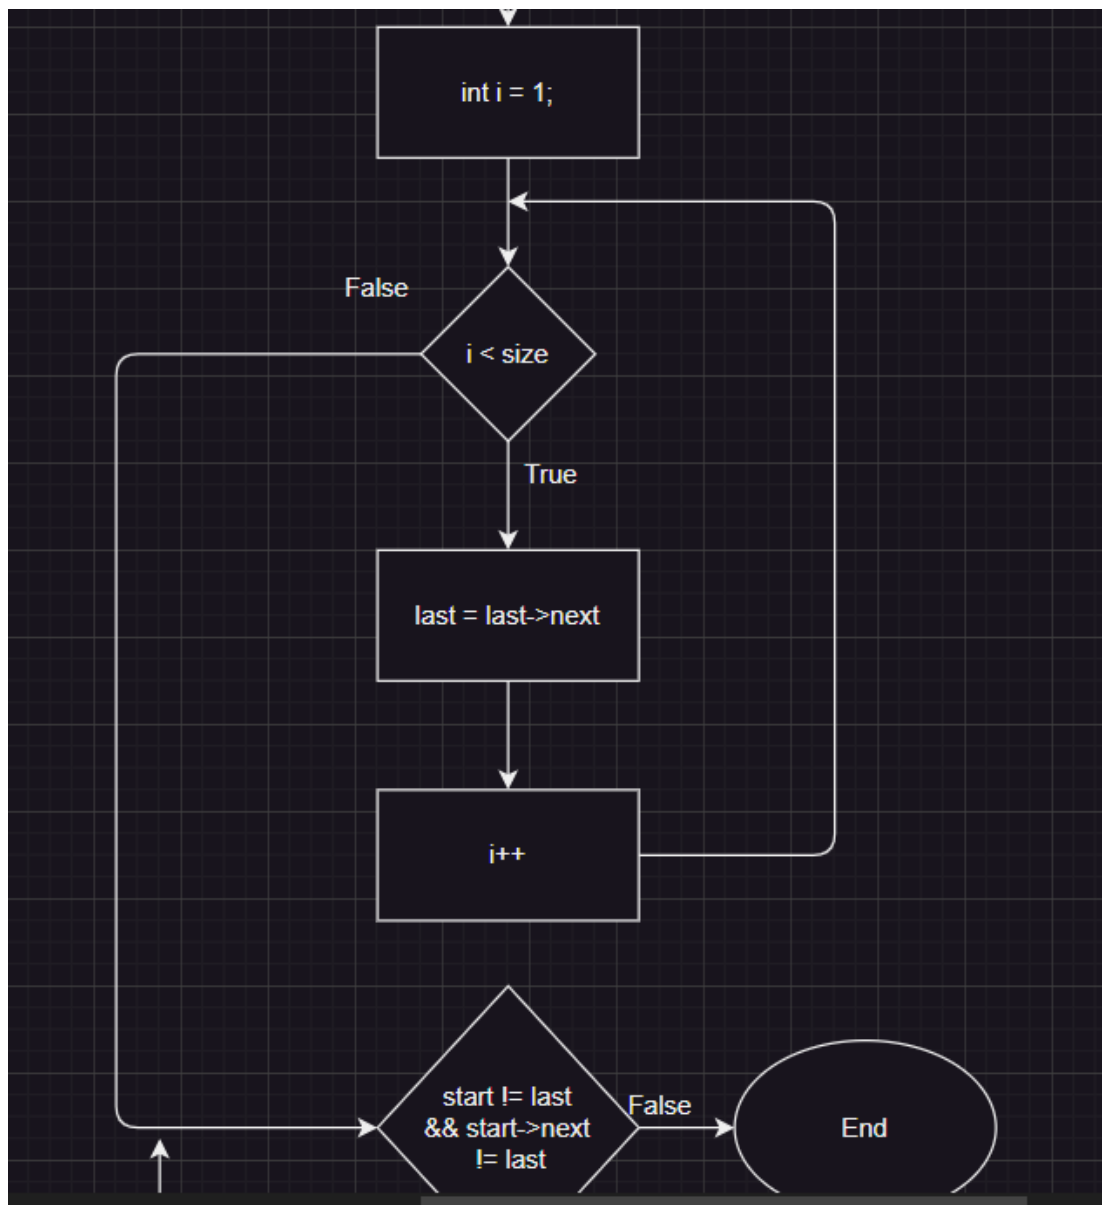 int i = 1;
False
i < size
True
last = last->next
i++
start != last
&& start->next
!= last
False
End